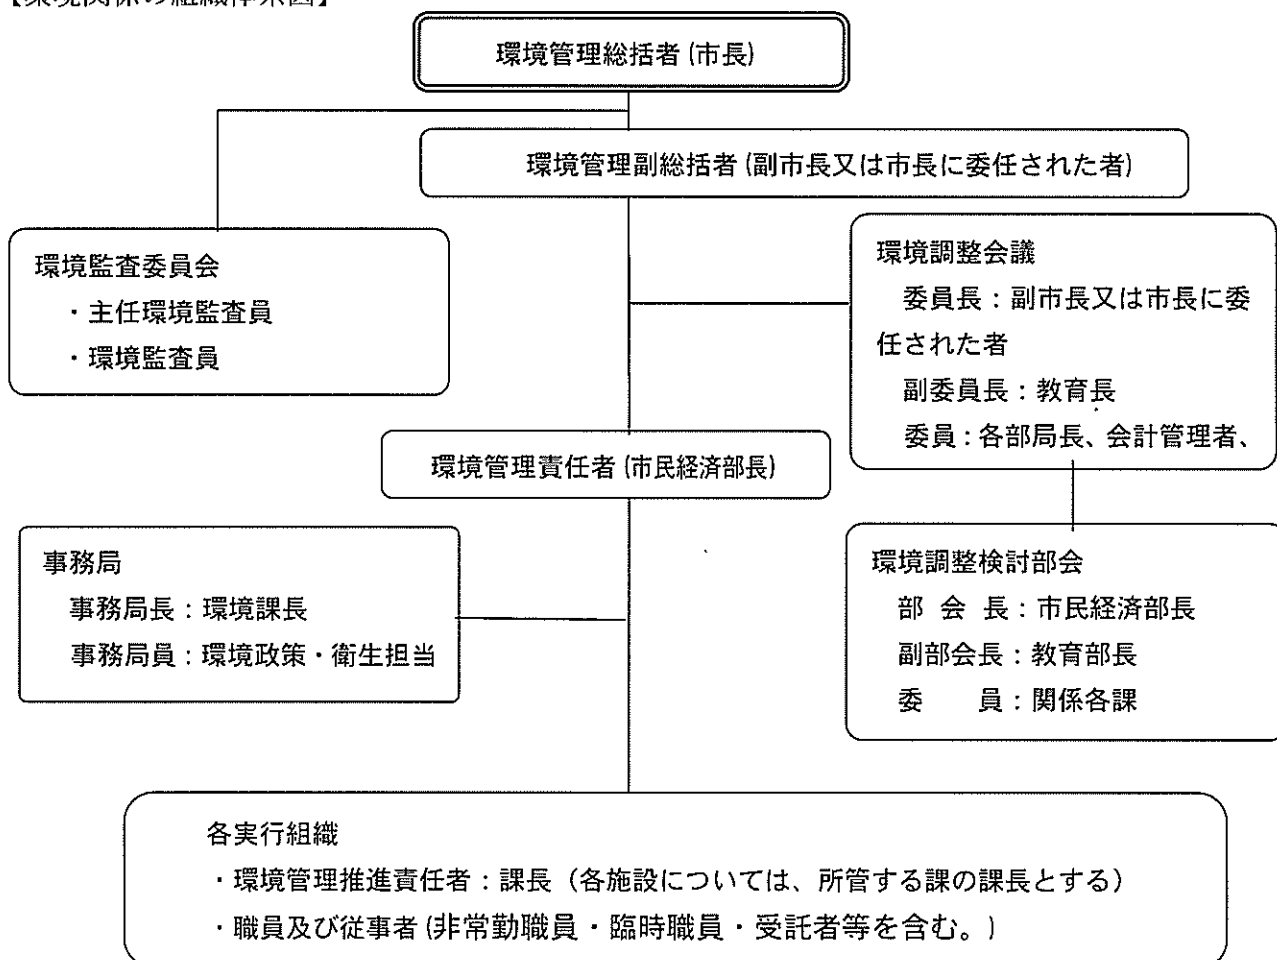 【環境関係の組織体系図】
環境管理総括者(市長)
環境管理副総括者(副市長又は市長に委任された者)
環境監査委員会
・主任環境監査員
・環境監査員
環境調整会議
委員長:副市長又は市長に委
任された者
副委員長:教育長
委員:各部局長、会計管理者、
環境管理責任者(市民経済部長)
事務局
事務局長:環境課長
事務局員:環境政策・衛生担当
環境調整検討部会
部 会 長:市民経済部長
副部会長:教育部長
委　　員:関係各課
各実行組織
・環境管理推進責任者:課長(各施設については、所管する課の課長とする)
・職員及び従事者(非常勤職員・臨時職員・受託者等を含む。)